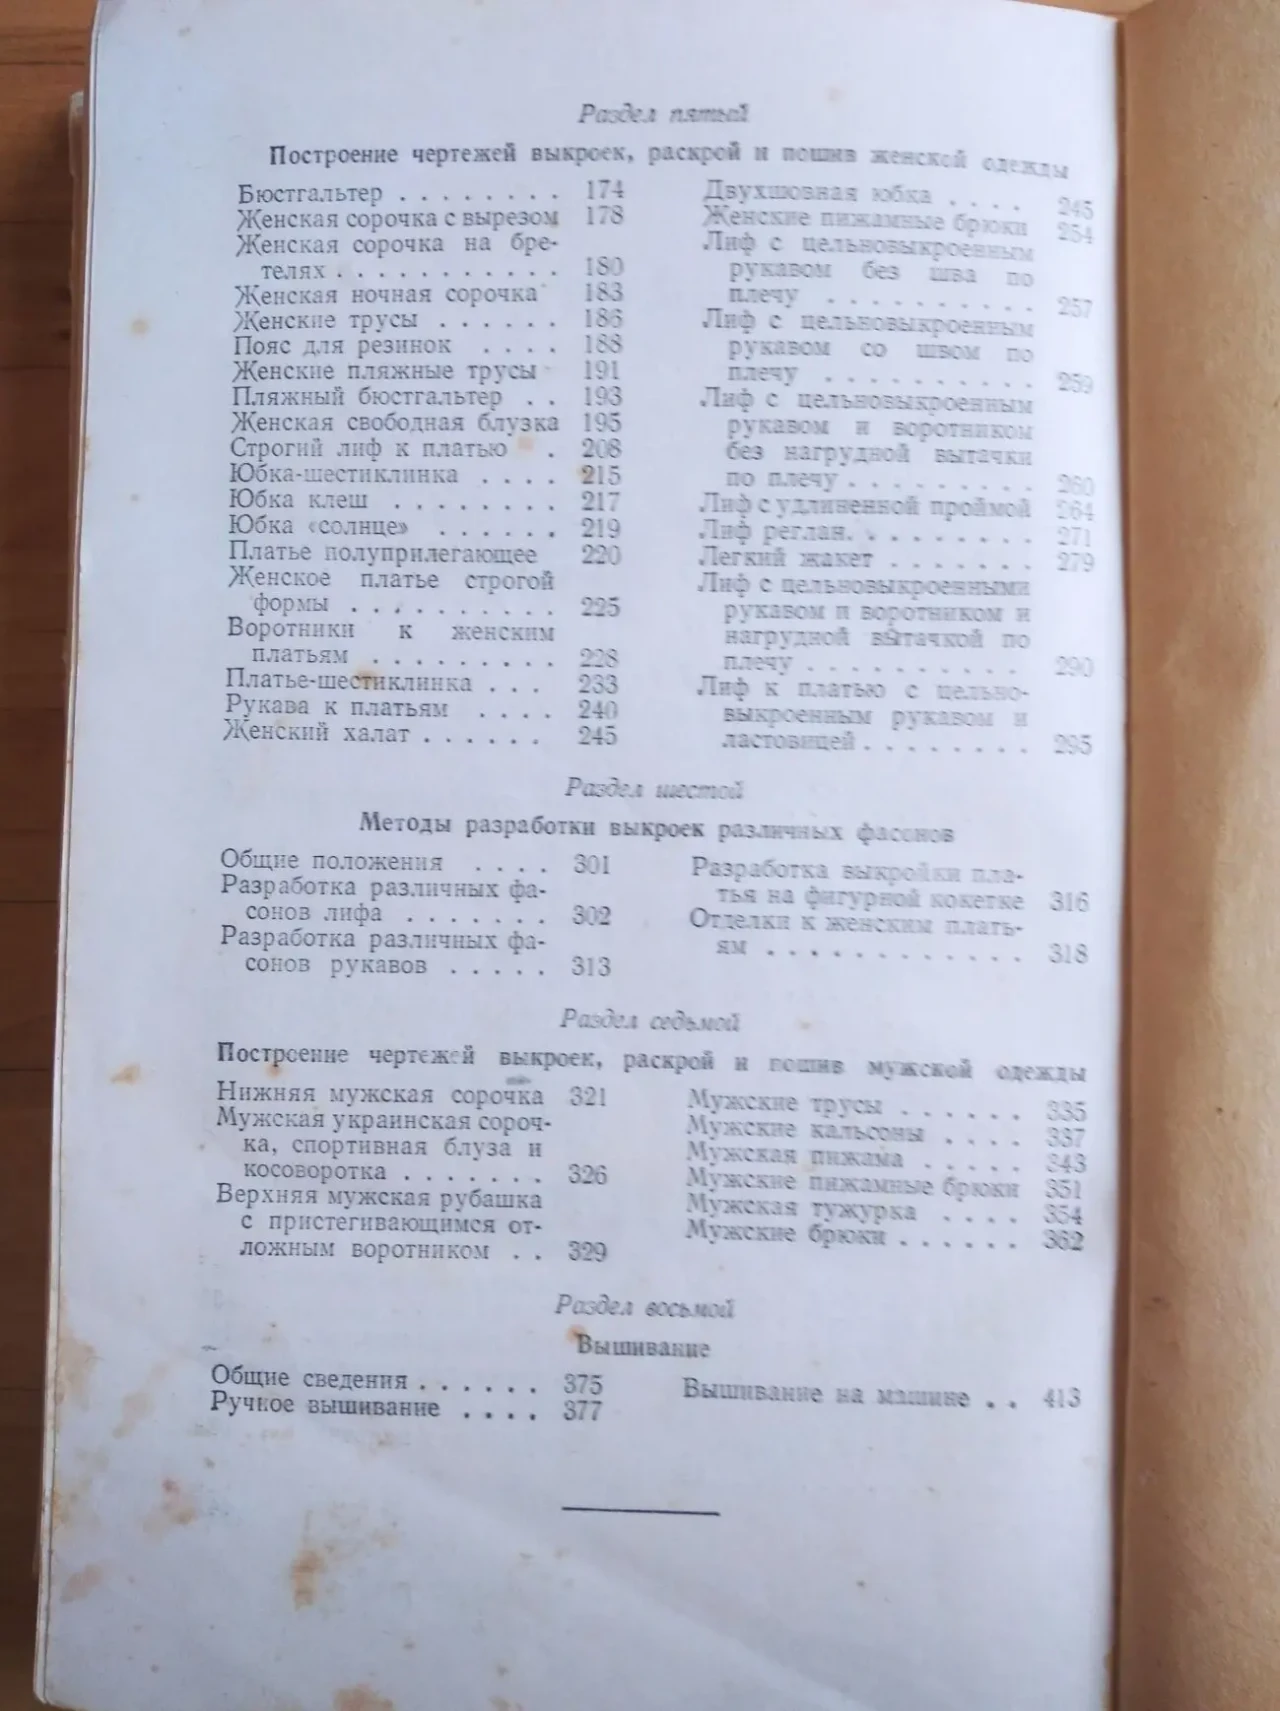 Раздел пятый
Построение чертежей выкроек, раскрой и пошив женской одежды
Бюстгальтер . . . . . . . . 174
Женская сорочка с вырезом 178
Женская сорочка на бре-
телях . . . . . . . . . . . 180
Женская ночная сорочка 183
Женские трусы . . . . . . 186
Пояс для резинок . . . . 188
Женские пляжные трусы 191
Пляжный бюстгальтер . . 193
Женская свободная блузка 195
Строгий лиф к платью . 208
Юбка-шестиклинка . . . . 215
Юбка клеш . . . . . . . . 217
Юбка «солнце» . . . . . . 219
Платье полуприлегающее 220
Женское платье строгой
формы . . . . . . . . . . 225
Воротники к женским
платьям . . . . . . . . . 228
Платье-шестиклинка . . . 233
Рукава к платьям . . . . 240
Женский халат . . . . . . 245
Двухшовная юбка . . . . 245
Женские пижамные брюки 254
Лиф с цельновыкроенным
рукавом без шва по
плечу . . . . . . . . . . 257
Лиф с цельновыкроенным
рукавом со швом по
плечу . . . . . . . . . . 259
Лиф с цельновыкроенным
рукавом и воротником
без нагрудной вытачки
по плечу . . . . . . . . . 260
Лиф с удлиненной проймой 264
Лиф реглан. . . . . . . . . 271
Легкий жакет . . . . . . . 279
Лиф с цельновыкроенными
рукавом и воротником и
нагрудной вытачкой по
плечу . . . . . . . . . . 290
Лиф к платью с цельно-
выкроенным рукавом и
ластовицей . . . . . . . . 295
Раздел шестой
Методы разработки выкроек различных фасонов
Общие положения . . . . 301
Разработка различных фа-
сонов лифа . . . . . . . 302
Разработка различных фа-
сонов рукавов . . . . . 313
Разработка выкройки пла-
тья на фигурной кокетке 316
Отделки к женским плать-
ям . . . . . . . . . . . . 318
Раздел седьмой
Построение чертежей выкроек, раскрой и пошив мужской одежды
Нижняя мужская сорочка 321
Мужская украинская сороч-
ка, спортивная блуза и
косоворотка . . . . . . . 326
Верхняя мужская рубашка
с пристегивающимся от-
ложным воротником . . 329
Мужские трусы . . . . . . 335
Мужские кальсоны . . . . 337
Мужская пижама . . . . . 343
Мужские пижамные брюки 351
Мужская тужурка . . . . 354
Мужские брюки . . . . . . 362
Раздел восьмой
Вышивание
Общие сведения . . . . . . 375
Ручное вышивание . . . . 377
Вышивание на машине . . 413